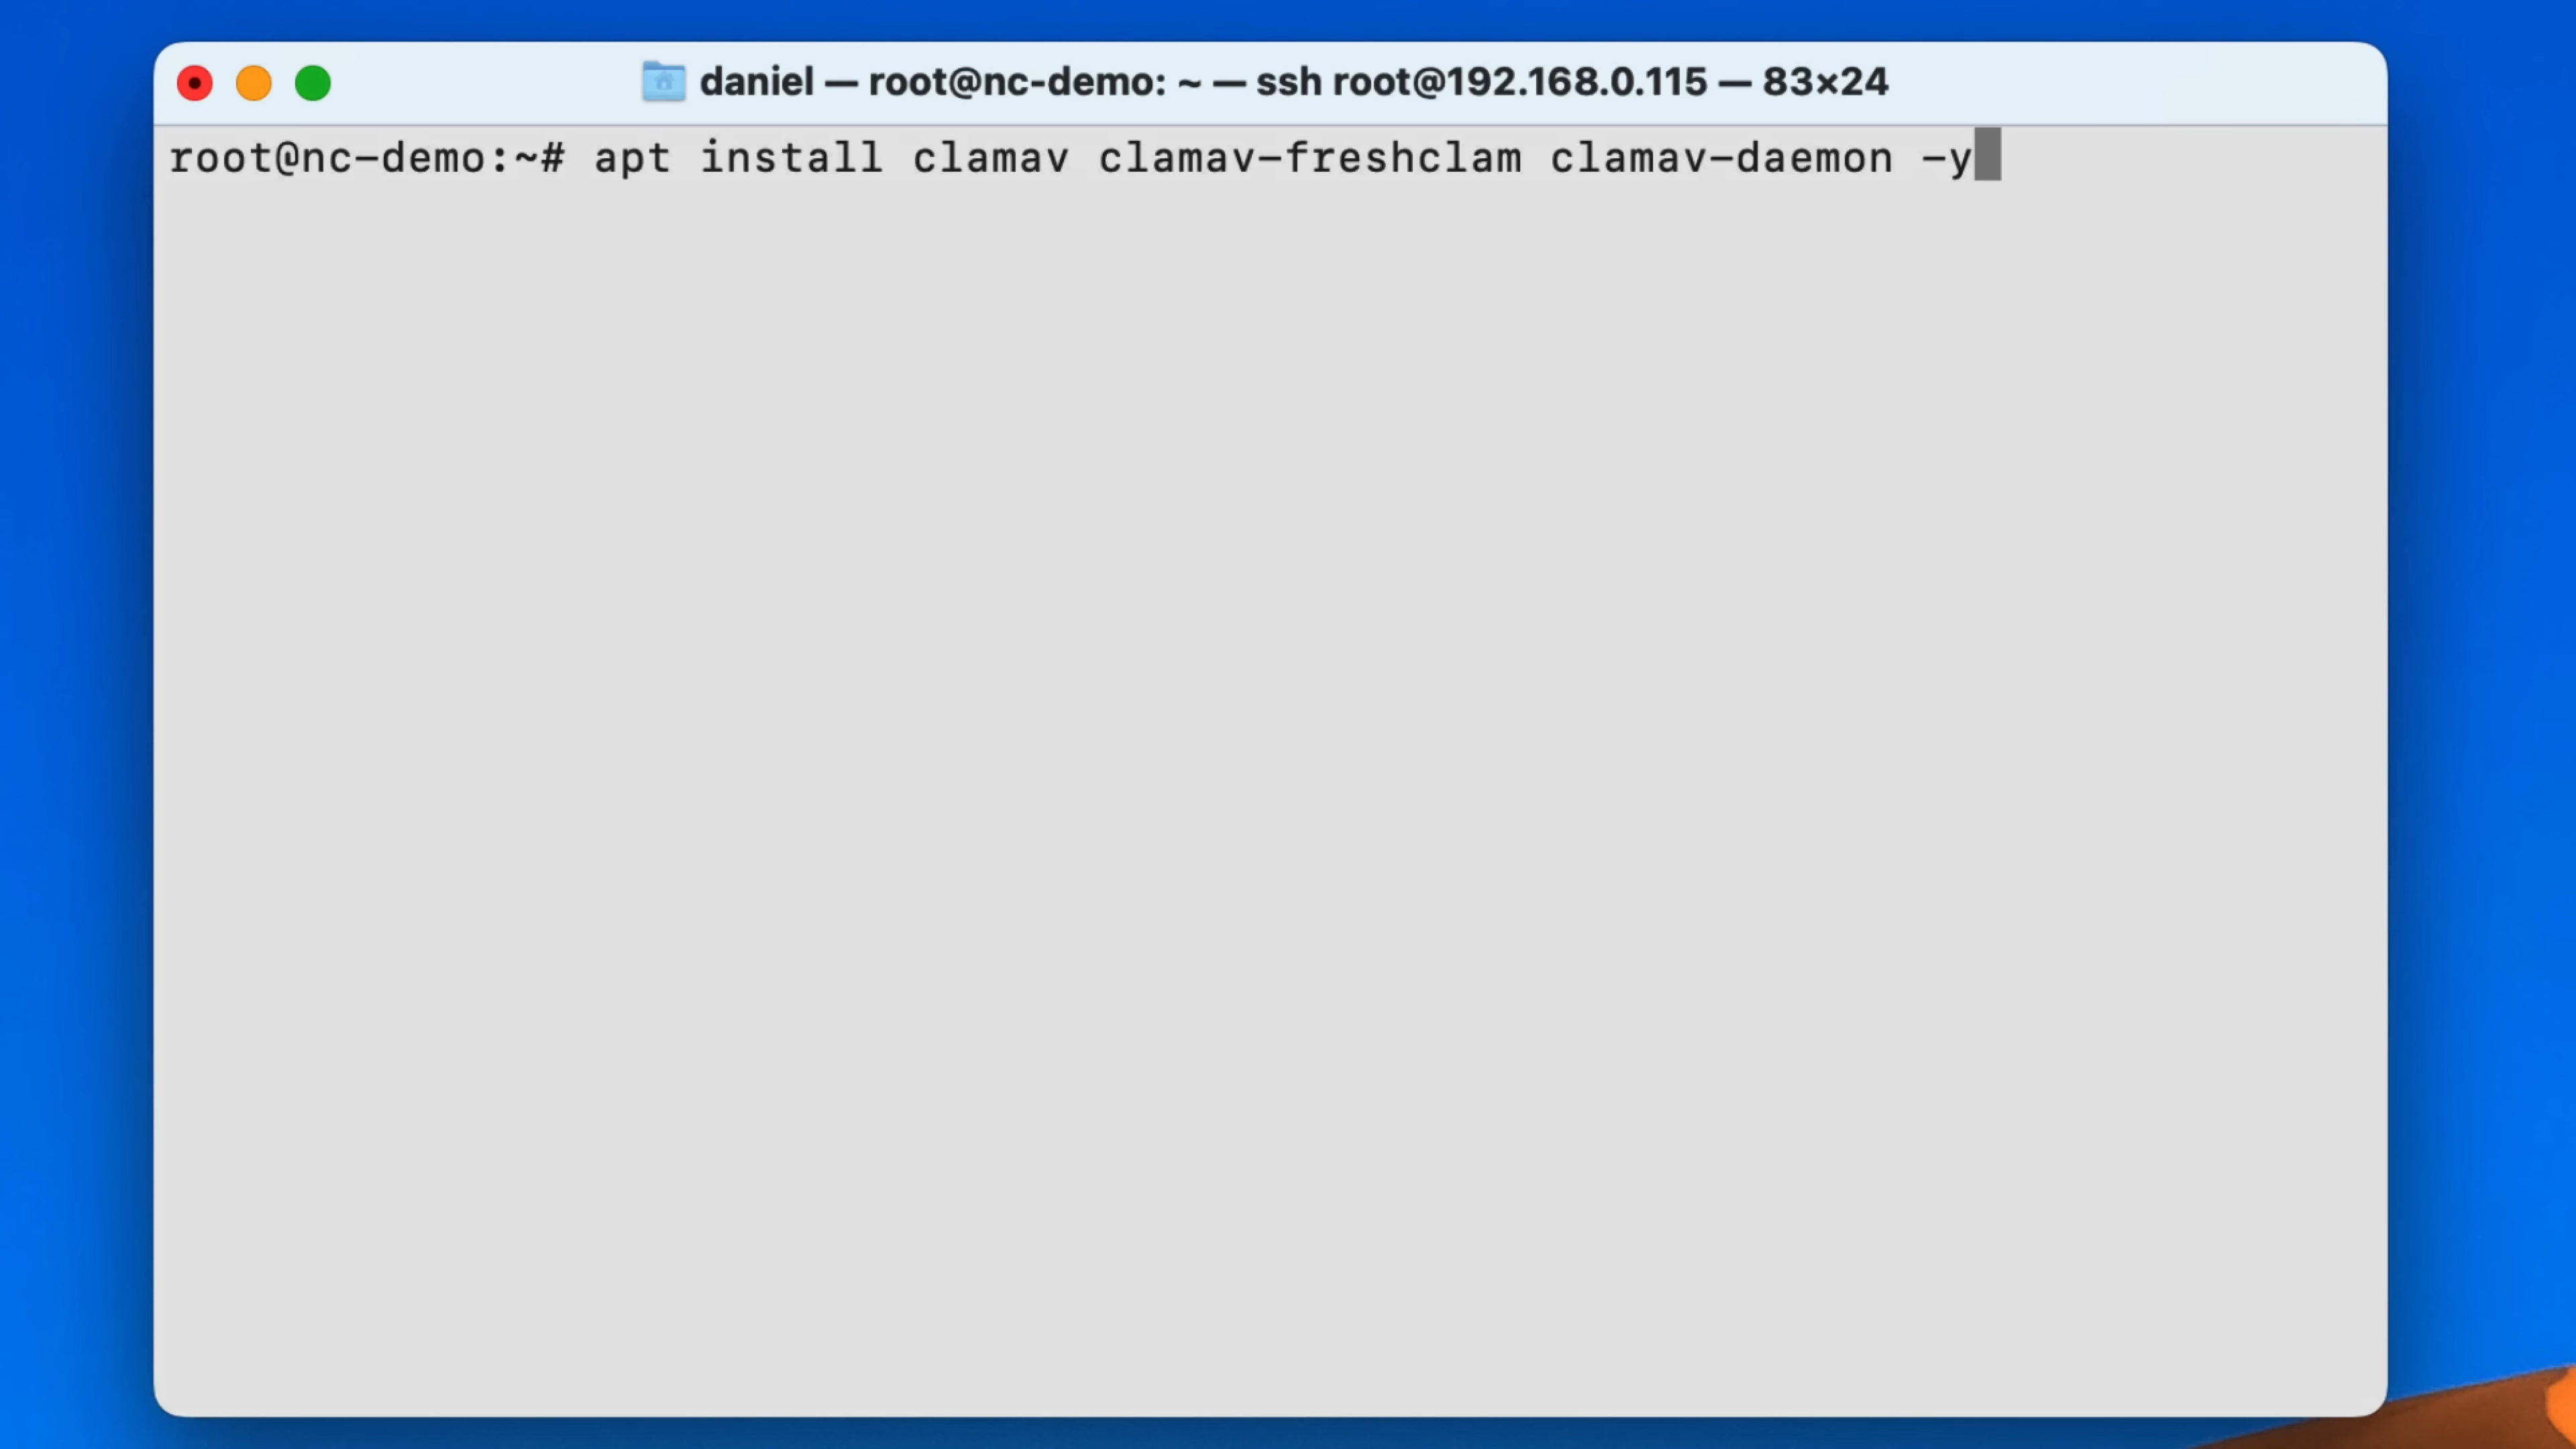 daniel — root@nc-demo: ~ — ssh root@192.168.0.115 — 83×24
root@nc-demo:~# apt install clamav clamav-freshclam clamav-daemon -y